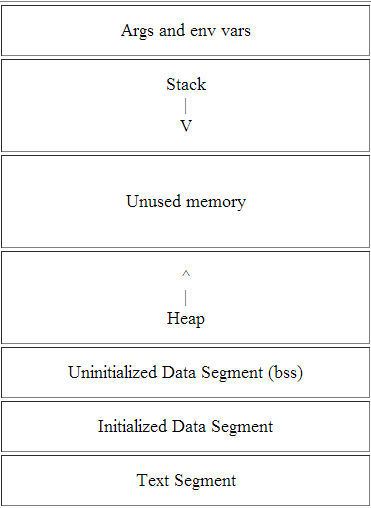 Args and env vars
Stack
|
V
Unused memory
^
|
Heap
Uninitialized Data Segment (bss)
Initialized Data Segment
Text Segment